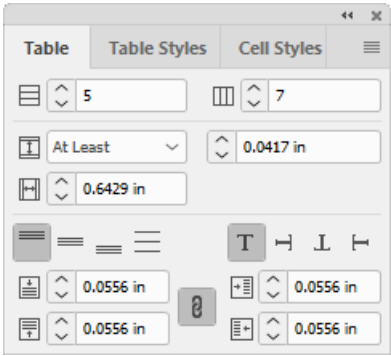 Table Table Styles Cell Styles
5 7
At Least 0.0417 in
0.6429 in
T T T T
0.0556 in 0.0556 in
0.0556 in 0.0556 in